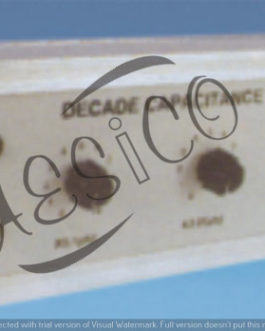 DECADE CAPACITANCE
AESICO
ected with trial version of Visual Watermark. Full version doesn't put this